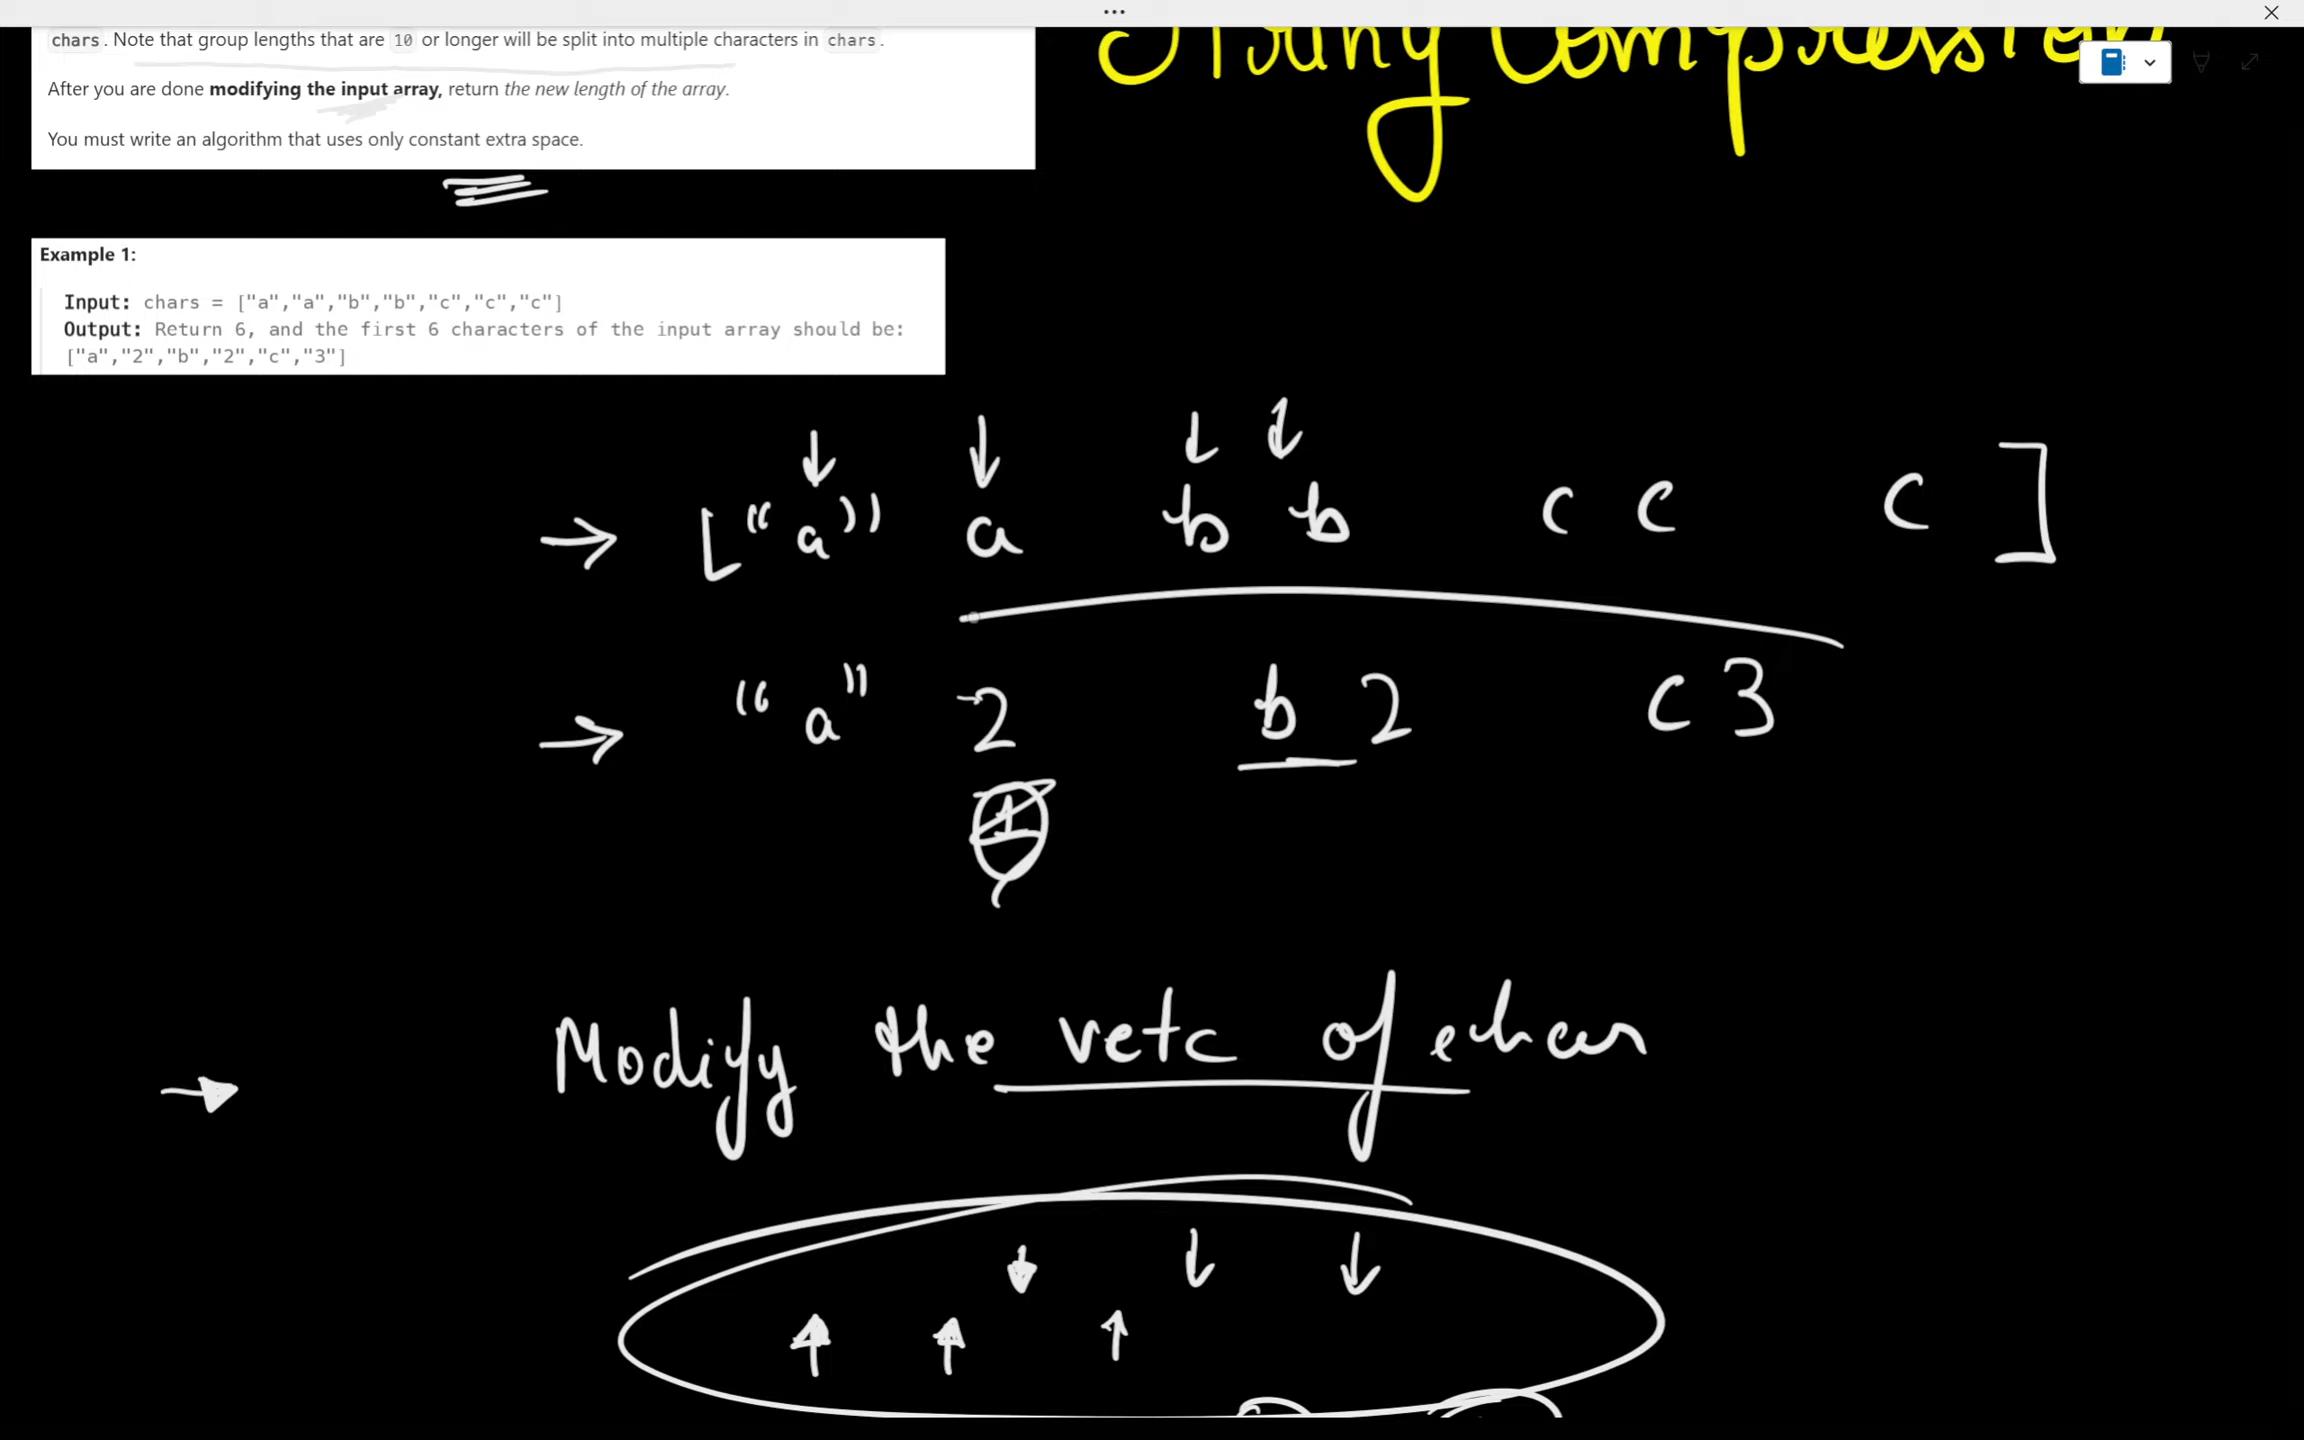 String Compression
chars. Note that group lengths that are 10 or longer will be split into multiple characters in chars.
After you are done modifying the input array, return the new length of the array.
You must write an algorithm that uses only constant extra space.
Example 1:
Input: chars = ["a","a","b","b","c","c","c"]
Output: Return 6, and the first 6 characters of the input array should be:
["a","2","b","2","c","3"]
→ [ "a" a b b c c c ]
→ "a" 2 b 2 c 3
1
→ Modify the vetc of char